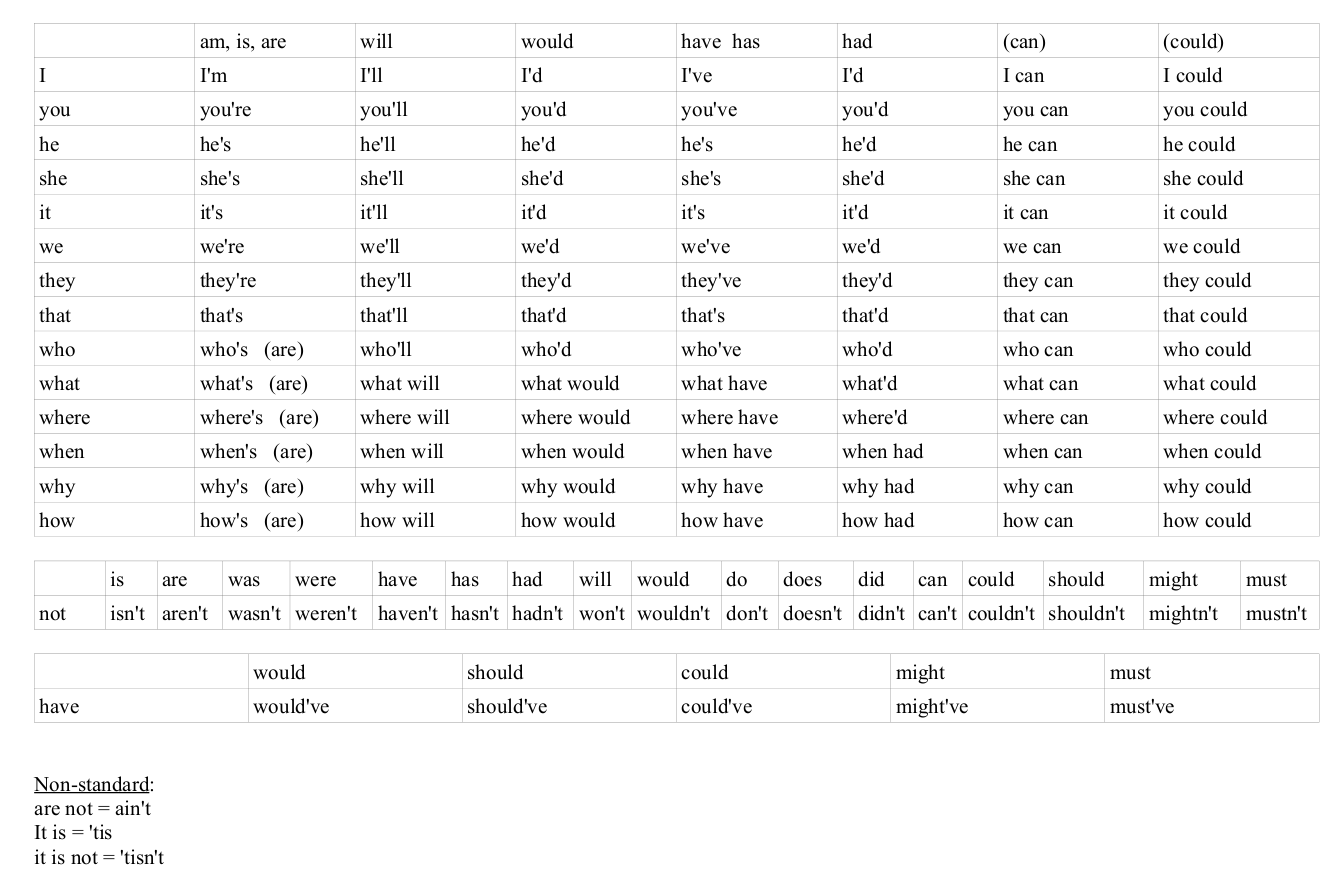 am, is, are will would have has had (can) (could)
I I'm I'll I'd I've I'd I can I could
you you're you'll you'd you've you'd you can you could
he he's he'll he'd he's he'd he can he could
she she's she'll she'd she's she'd she can she could
it it's it'll it'd it's it'd it can it could
we we're we'll we'd we've we'd we can we could
they they're they'll they'd they've they'd they can they could
that that's that'll that'd that's that'd that can that could
who who's (are) who'll who'd who've who'd who can who could
what what's (are) what will what would what have what'd what can what could
where where's (are) where will where would where have where'd where can where could
when when's (are) when will when would when have when had when can when could
why why's (are) why will why would why have why had why can why could
how how's (are) how will how would how have how had how can how could
is are was were have has had will would do does did can could should might must
not isn't aren't wasn't weren't haven't hasn't hadn't won't wouldn't don't doesn't didn't can't couldn't shouldn't mightn't mustn't
would should could might must
have would've should've could've might've must've
Non-standard:
are not = ain't
It is = 'tis
it is not = 'tisn't